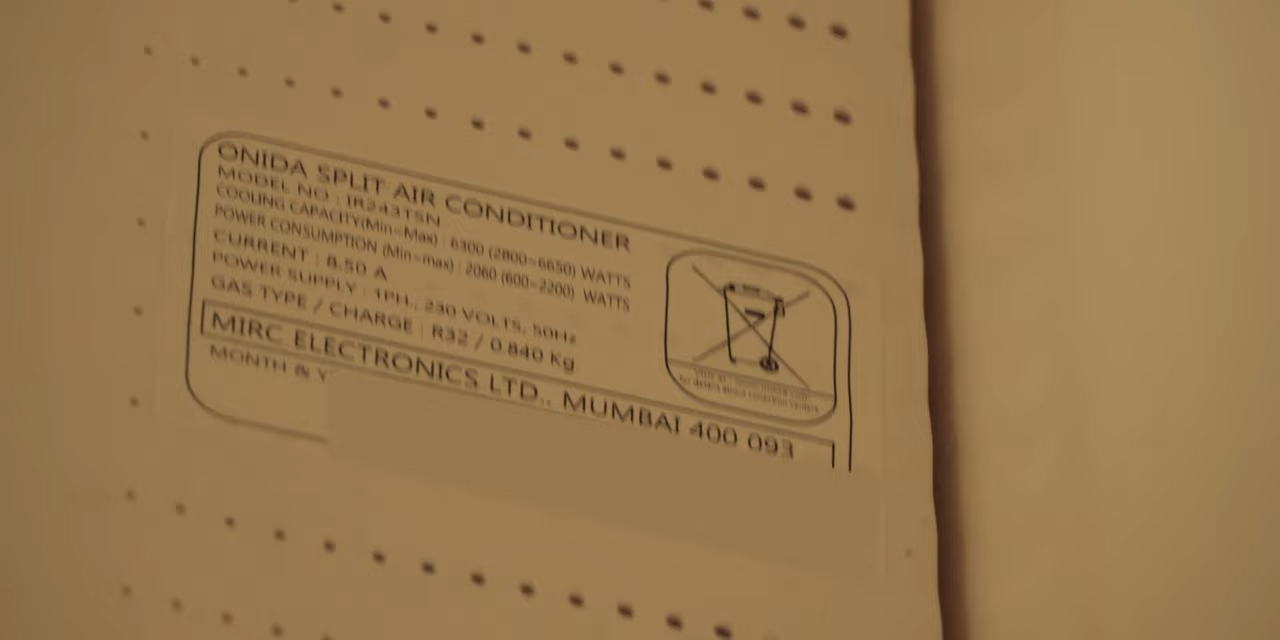 ONIDA SPLIT AIR CONDITIONER
MODEL NO : IR243TSN
COOLING CAPACITY(Min~Max) : 6300 (2800~6650) WATTS
POWER CONSUMPTION (Min~max) : 2060 (600~2200) WATTS
CURRENT : 8.50 A
POWER SUPPLY : 1PH., 230 VOLTS, 50Hz
GAS TYPE / CHARGE : R32 / 0.840 Kg
MIRC ELECTRONICS LTD., MUMBAI 400 093
MONTH & Y